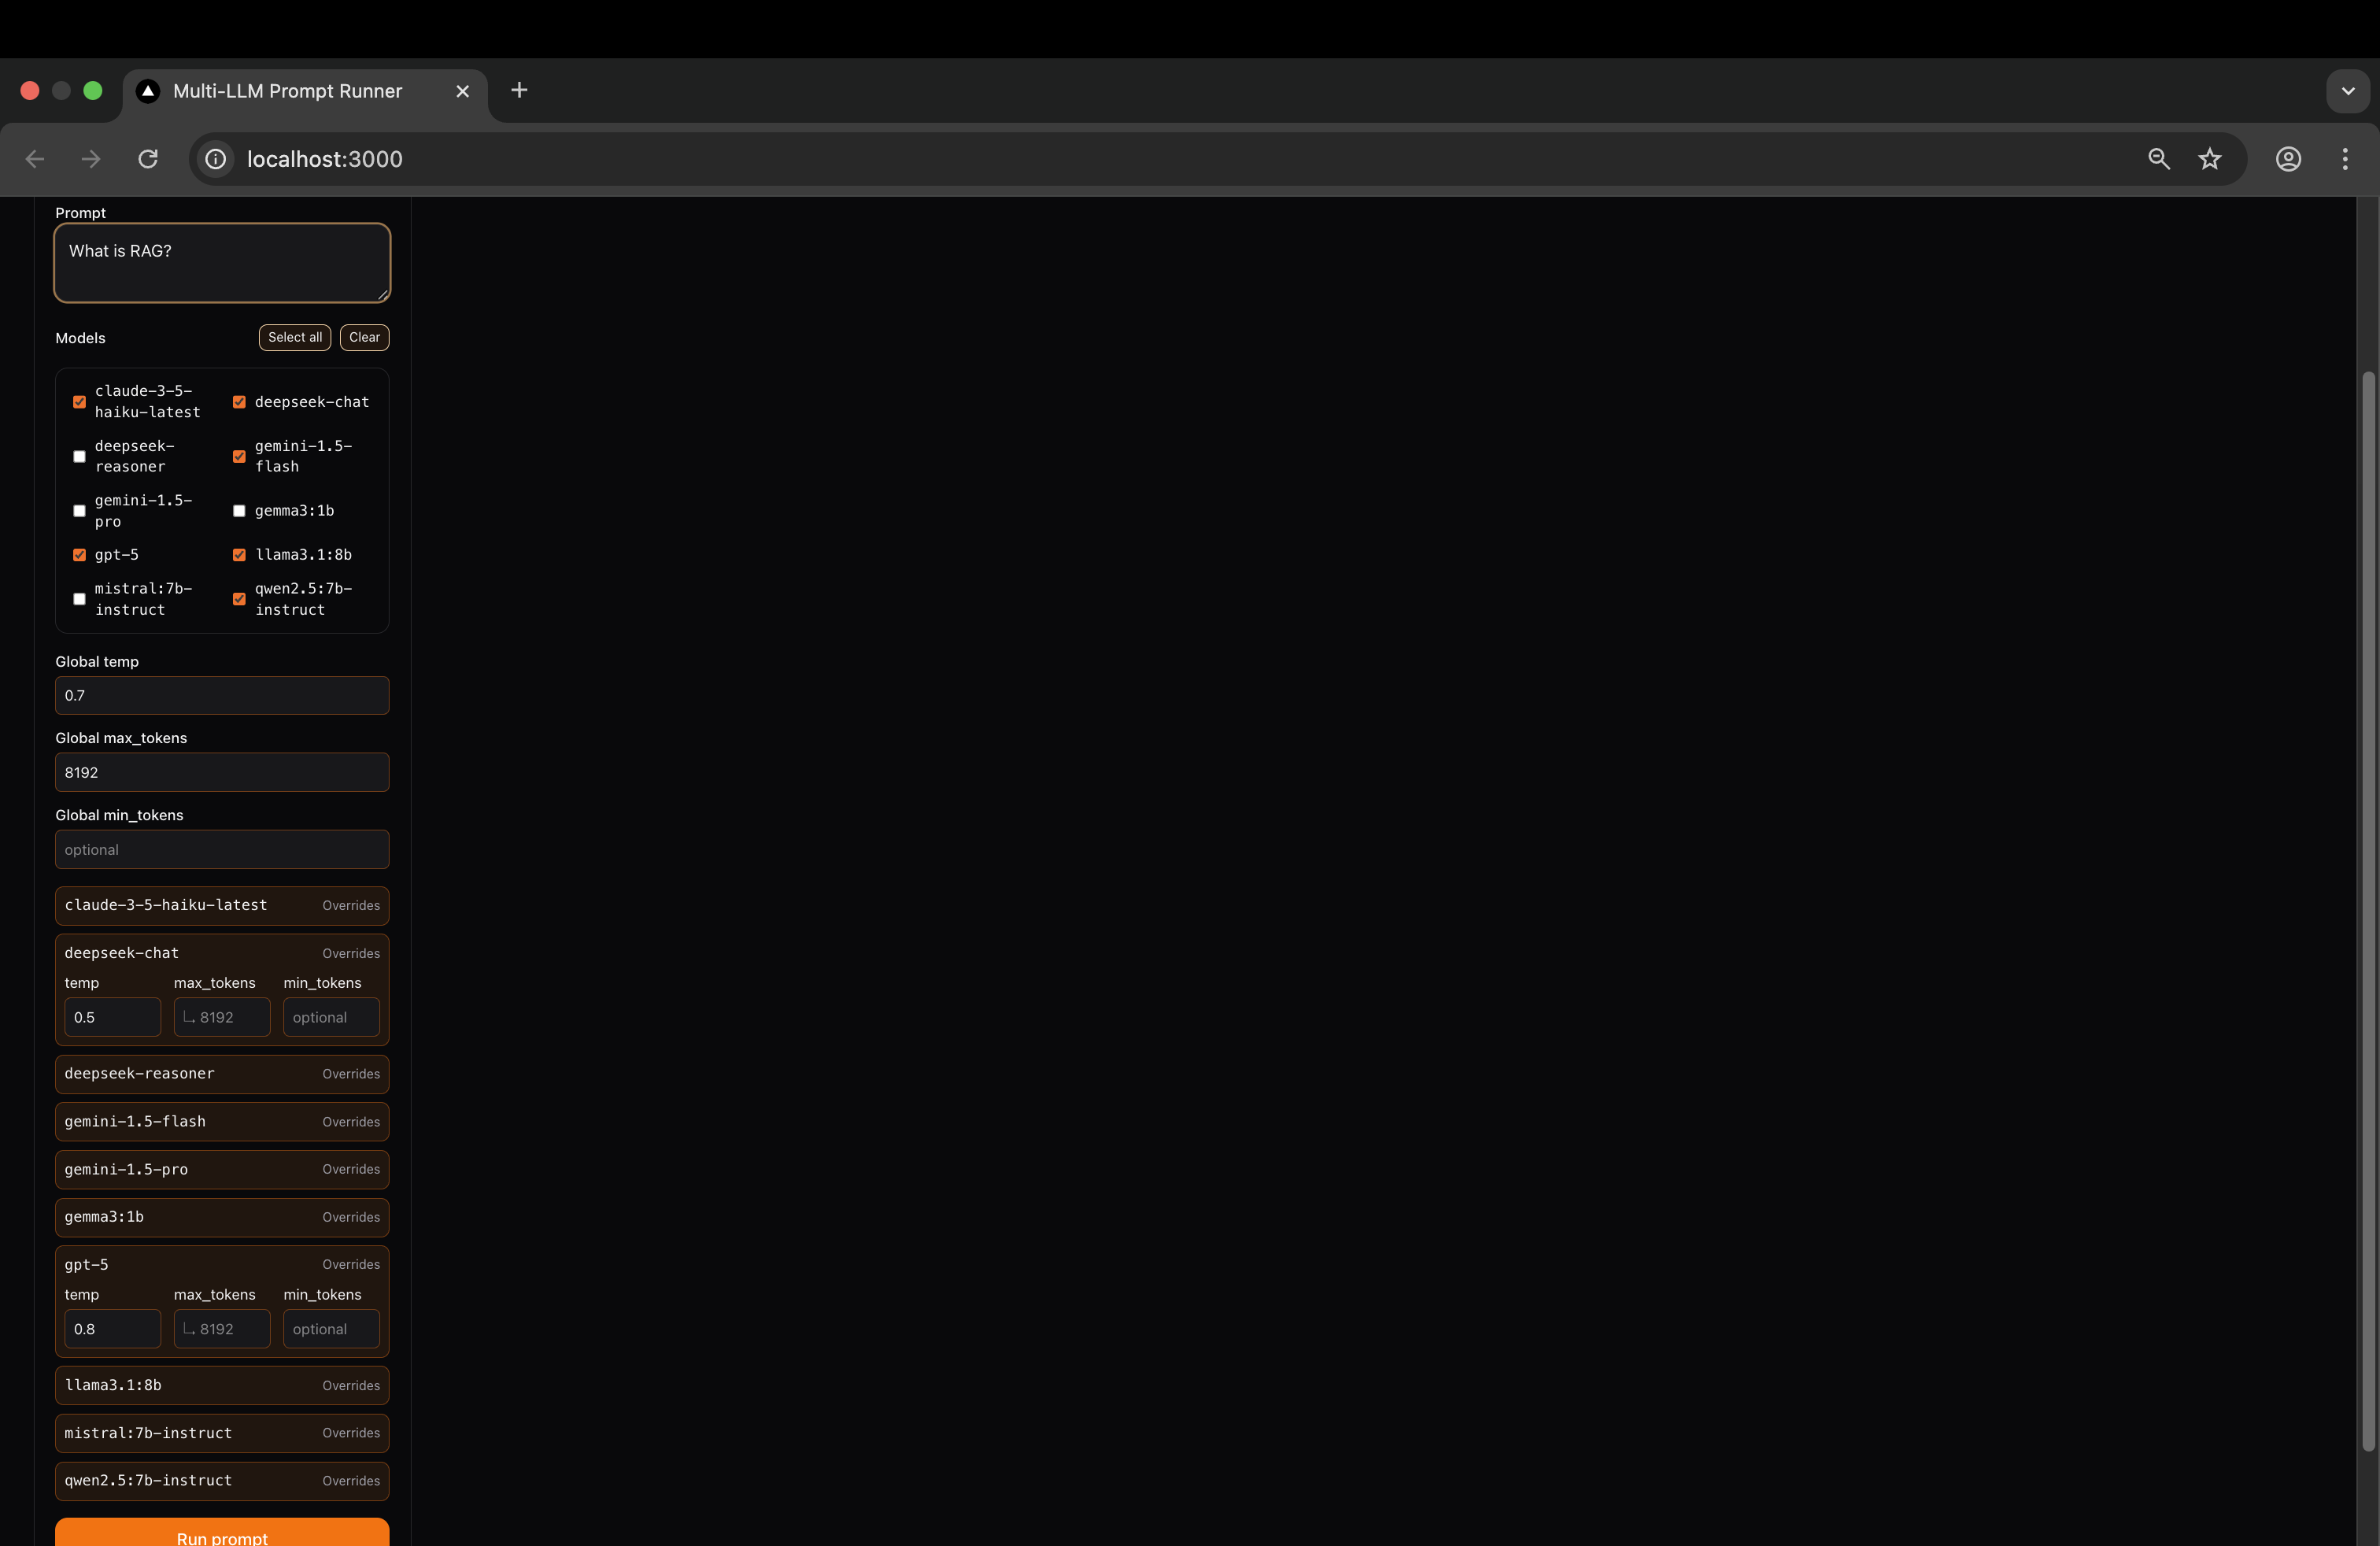 Multi-LLM Prompt Runner
localhost:3000
Prompt
What is RAG?
Models Select all Clear
claude-3-5-
haiku-latest
deepseek-chat
deepseek-
reasoner
gemini-1.5-
flash
gemini-1.5-
pro
gemma3:1b
gpt-5
llama3.1:8b
mistral:7b-
instruct
qwen2.5:7b-
instruct
Global temp
0.7
Global max_tokens
8192
Global min_tokens
optional
claude-3-5-haiku-latest Overrides
deepseek-chat Overrides
temp max_tokens min_tokens
0.5 8192 optional
deepseek-reasoner Overrides
gemini-1.5-flash Overrides
gemini-1.5-pro Overrides
gemma3:1b Overrides
gpt-5 Overrides
temp max_tokens min_tokens
0.8 8192 optional
llama3.1:8b Overrides
mistral:7b-instruct Overrides
qwen2.5:7b-instruct Overrides
Run prompt